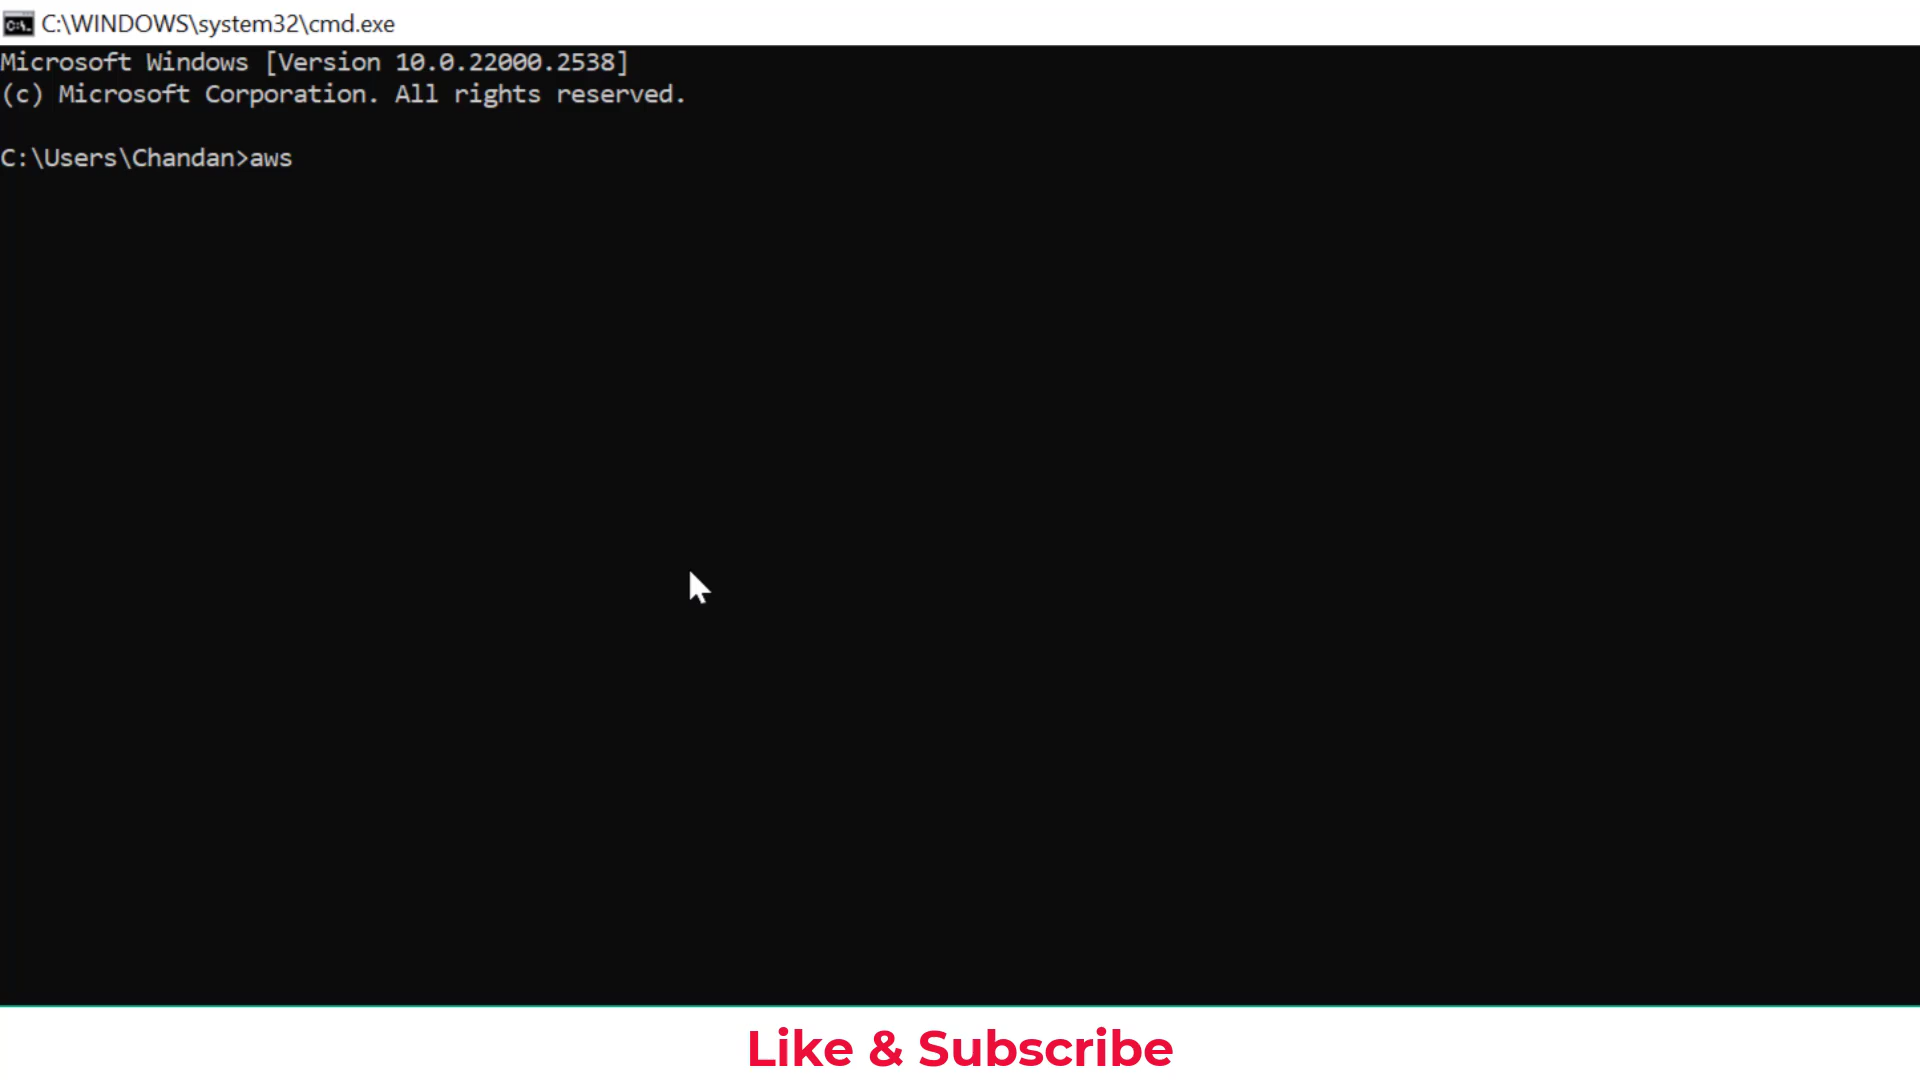 C:\WINDOWS\system32\cmd.exe
Microsoft Windows [Version 10.0.22000.2538]
(c) Microsoft Corporation. All rights reserved.
C:\Users\Chandan>aws
Like & Subscribe